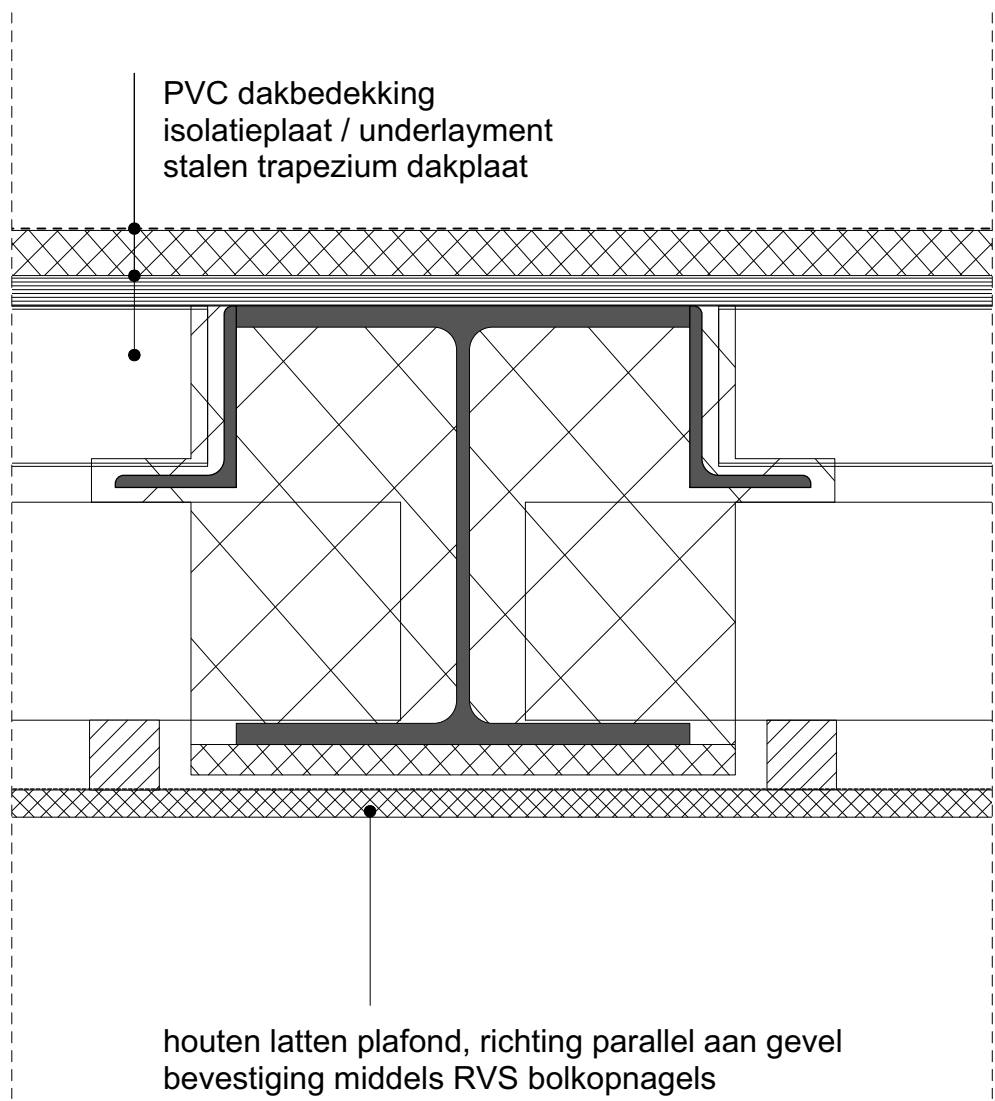 PVC dakbedekking
isolatieplaat / underlayment
stalen trapezium dakplaat
houten latten plafond, richting parallel aan gevel
bevestiging middels RVS bolkopnagels